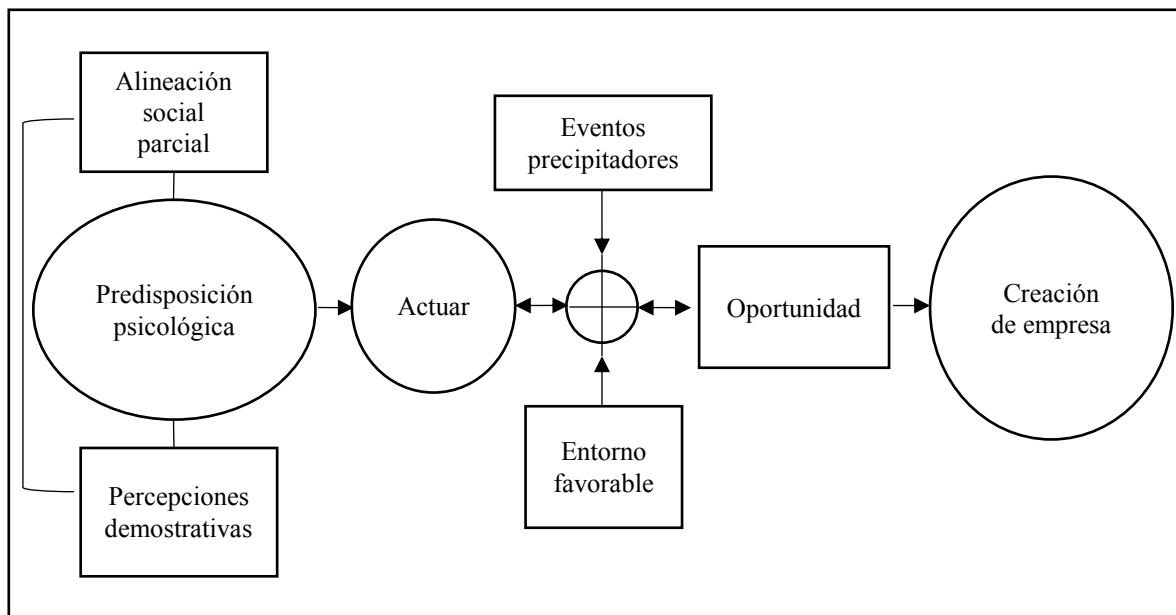 Alineación
social
parcial
Predisposición
psicológica
Percepciones
demostrativas
Actuar
Eventos
precipitadores
Entorno
favorable
Oportunidad
Creación
de empresa